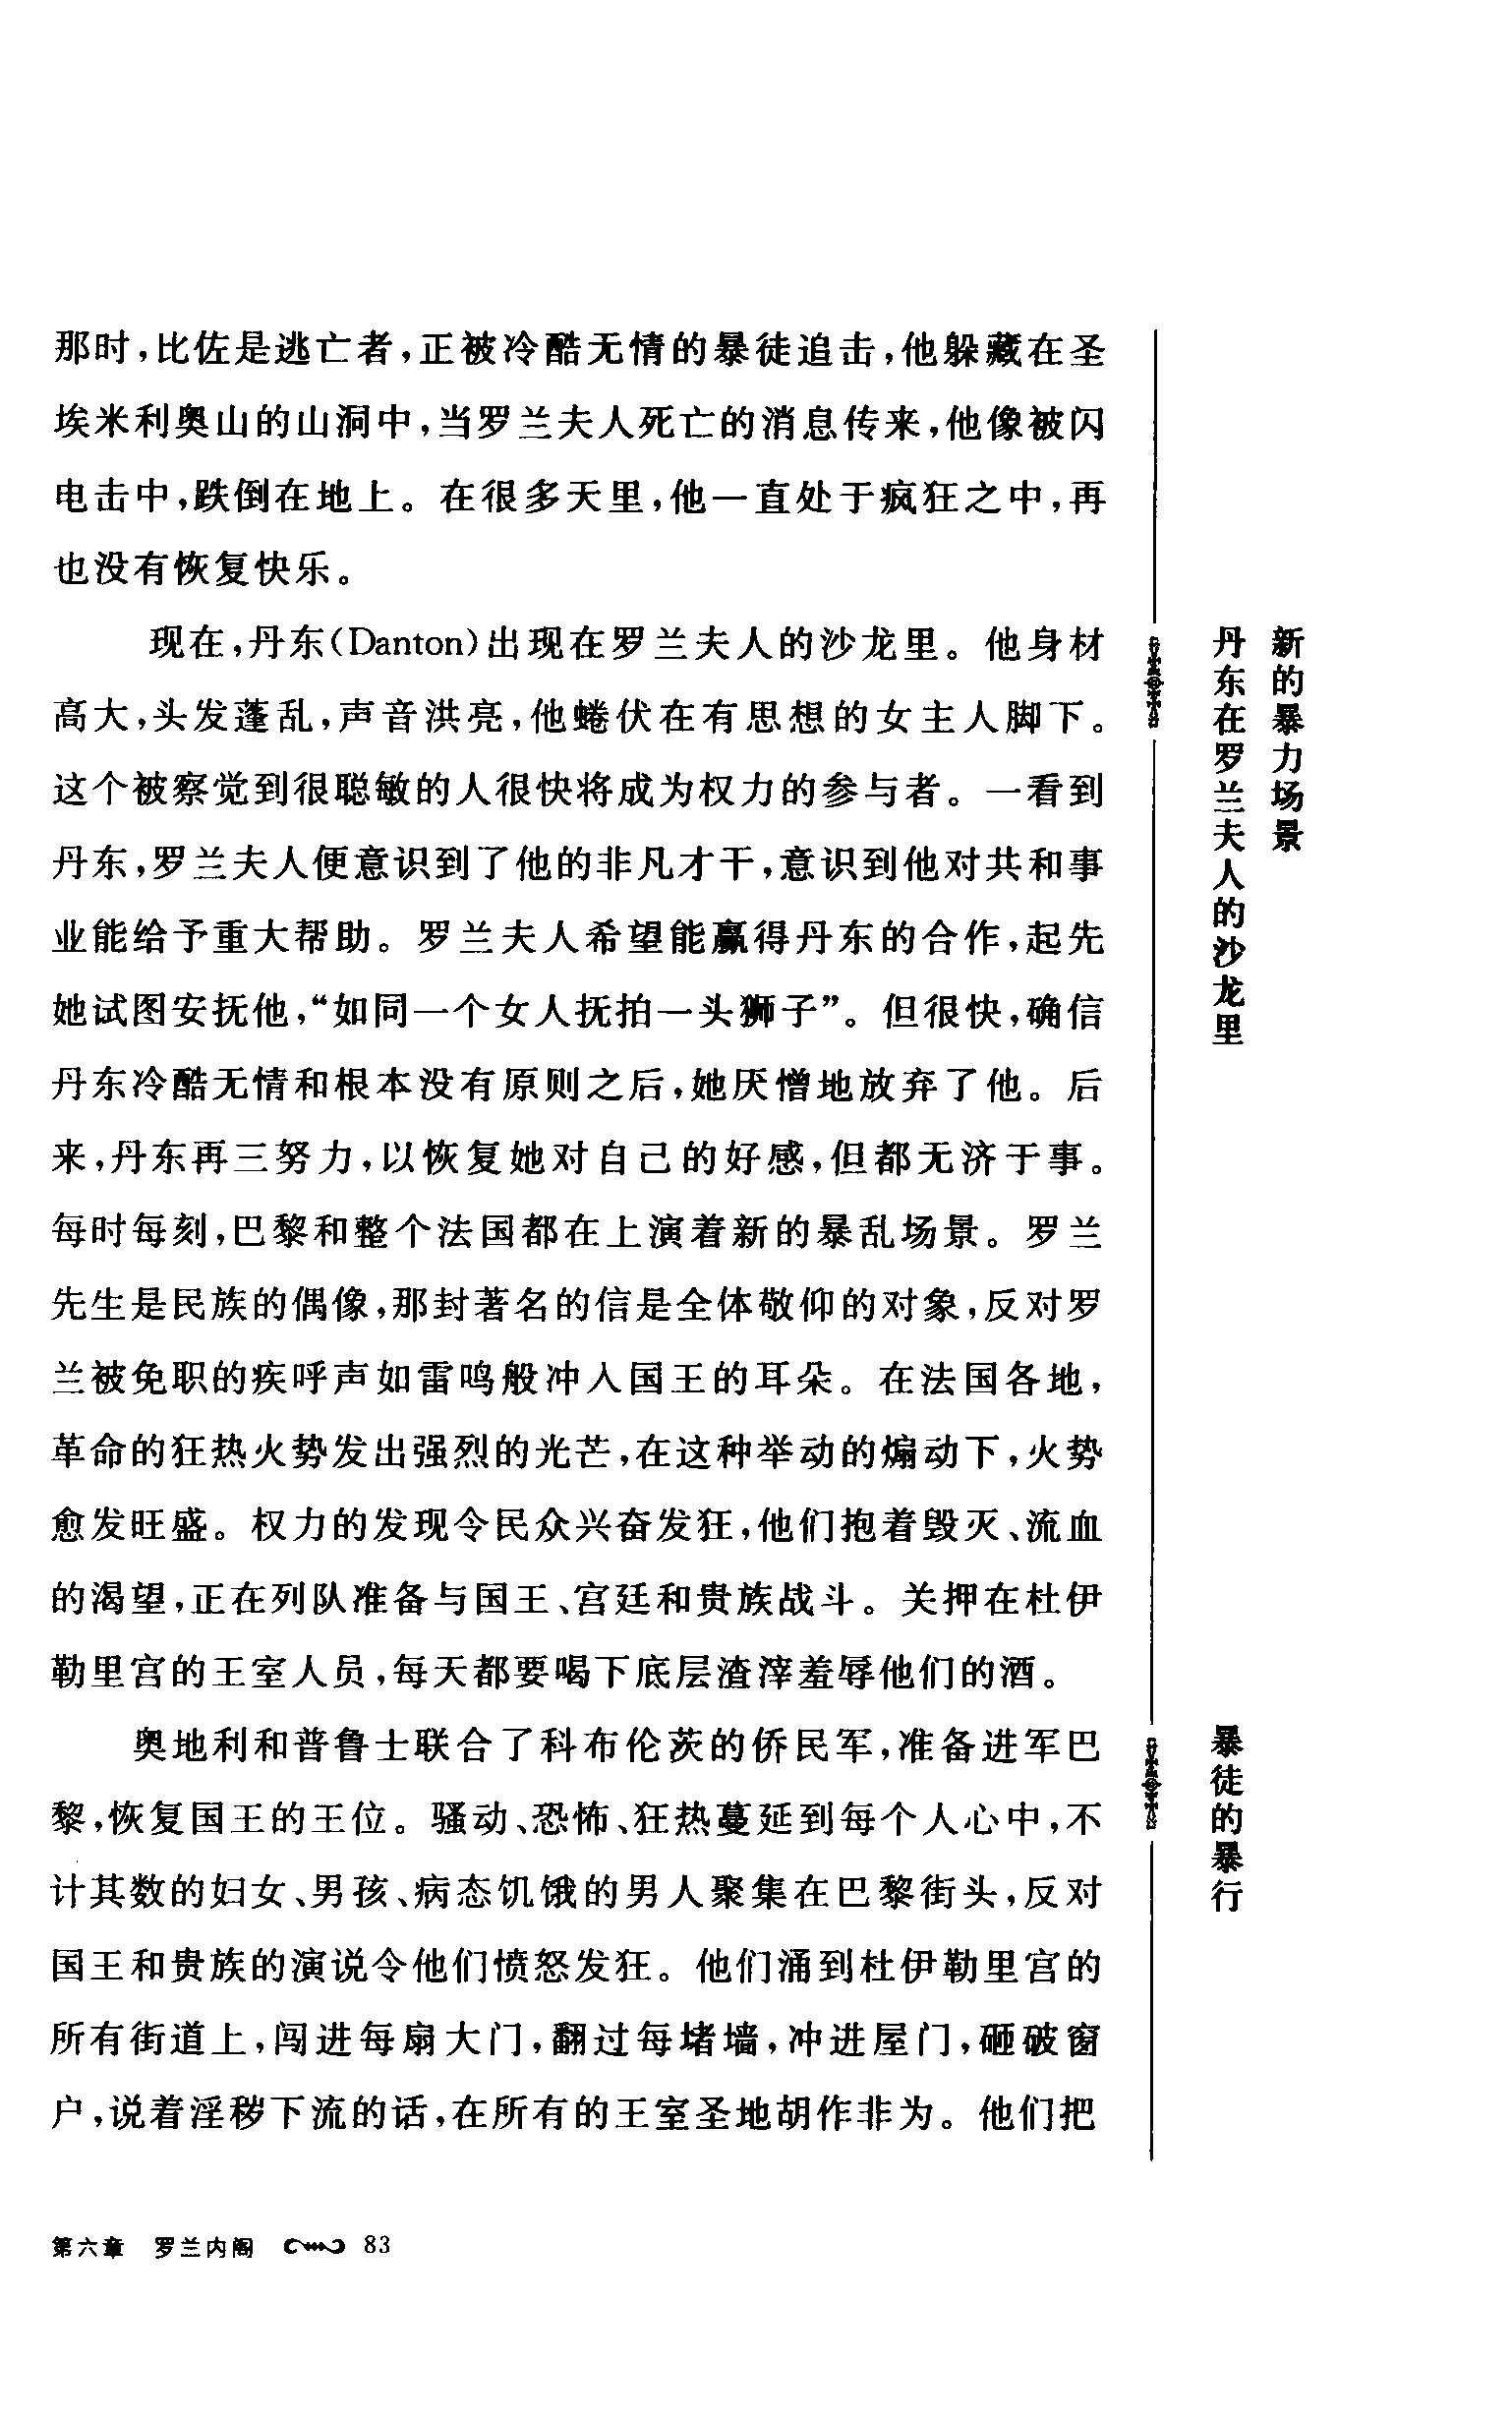 那时,比佐是逃亡者,正被冷酷无情的暴徒追击,他躲藏在圣
埃米利奥山的山洞中,当罗兰夫人死亡的消息传来,他像被闪
电击中,跌倒在地上。在很多天里,他一直处于疯狂之中,再
也没有恢复快乐。
现在,丹东(Danton)出现在罗兰夫人的沙龙里。他身材
高大,头发蓬乱,声音洪亮,他蜷伏在有思想的女主人脚下。
这个被察觉到很聪敏的人很快将成为权力的参与者。一看到
丹东,罗兰夫人便意识到了他的非凡才干,意识到他对共和事
业能给予重大帮助。罗兰夫人希望能赢得丹东的合作,起先
她试图安抚他,“如同一个女人抚拍一头狮子”。但很快,确信
丹东冷酷无情和根本没有原则之后,她厌憎地放弃了他。后
来,丹东再三努力,以恢复她对自己的好感,但都无济于事。
每时每刻,巴黎和整个法国都在上演着新的暴乱场景。罗兰
先生是民族的偶像,那封著名的信是全体敬仰的对象,反对罗
兰被免职的疾呼声如雷鸣般冲入国王的耳朵。在法国各地,
革命的狂热火势发出强烈的光芒,在这种举动的煽动下,火势
愈发旺盛。权力的发现令民众兴奋发狂,他们抱着毁灭、流血
的渴望,正在列队准备与国王、宫廷和贵族战斗。关押在杜伊
勒里宫的王室人员,每天都要喝下底层渣滓羞辱他们的酒。
奥地利和普鲁士联合了科布伦茨的侨民军,准备进军巴
黎,恢复国王的王位。骚动、恐怖、狂热蔓延到每个人心中,不
计其数的妇女、男孩、病态饥饿的男人聚集在巴黎街头,反对
国王和贵族的演说令他们愤怒发狂。他们涌到杜伊勒里宫的
所有街道上,闯进每扇大门,翻过每堵墙,冲进屋门,砸破窗
户,说着淫秽下流的话,在所有的王室圣地胡作非为。他们把
新的暴力场景
丹东在罗兰夫人的沙龙里
暴徒的暴行
第六章 罗兰内阁 83